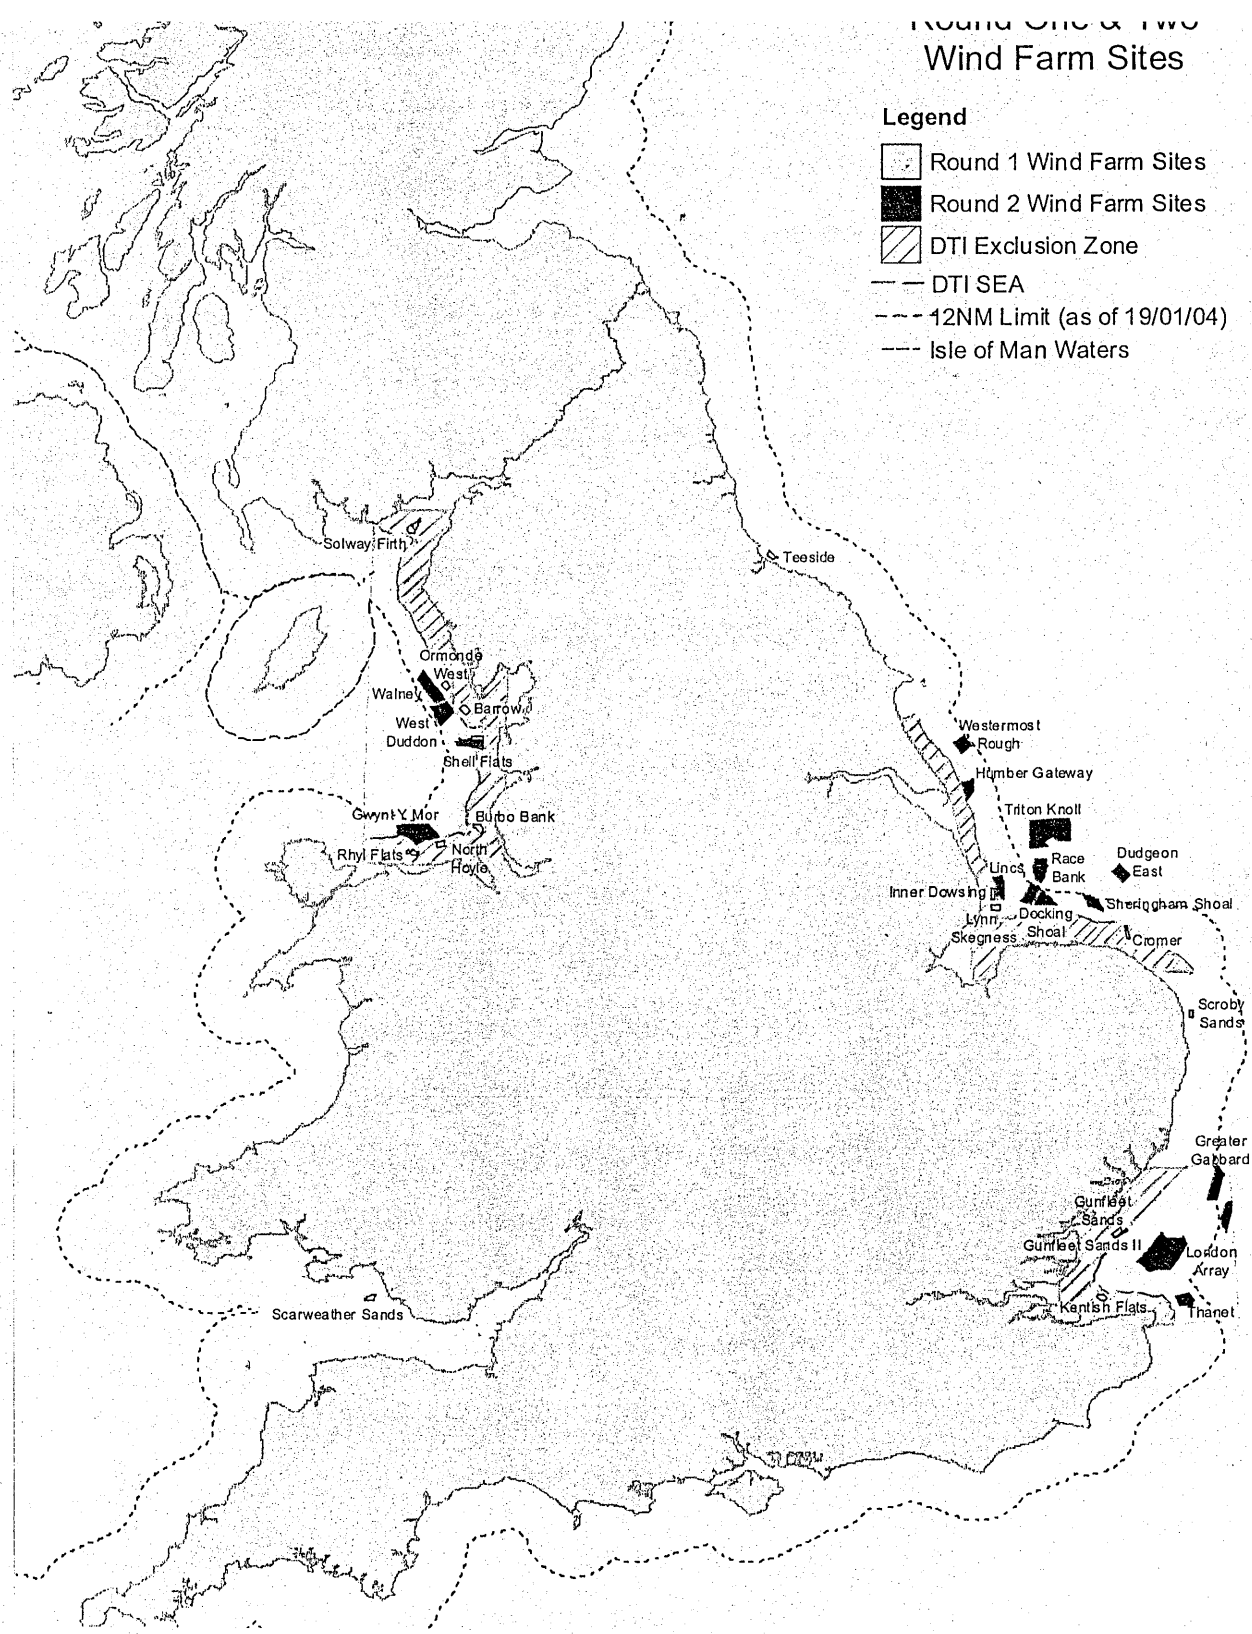 Round One & Two
Wind Farm Sites
Legend
Round 1 Wind Farm Sites
Round 2 Wind Farm Sites
DTI Exclusion Zone
DTI SEA
12NM Limit (as of 19/01/04)
Isle of Man Waters
Solway Firth
Teeside
Ormonde
West
Walney
Barrow
West
Duddon
Shell Flats
Westermost
Rough
Humber Gateway
Gwynt Y Mor
Burbo Bank
Triton Knoll
Rhyl Flats
North
Hoyle
Race
Bank
Dudgeon
East
Lincs
Inner Dowsing
Sheringham Shoal
Lynn
Docking
Shoal
Skegness
Cromer
Scroby
Sands
Greater
Gabbard
Gunfleet
Sands
Gunfleet Sands II
London
Array
Kentish Flats
Thanet
Scarweather Sands